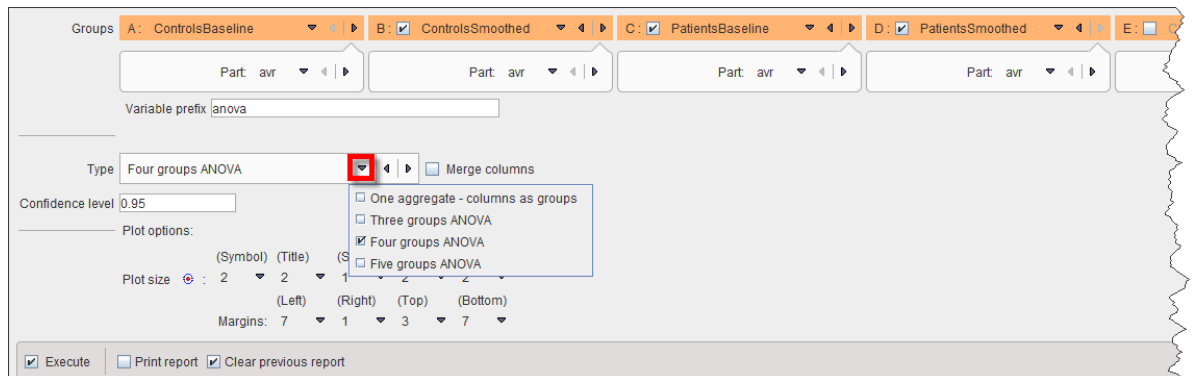 Groups A: ControlsBaseline B: ControlsSmoothed C: PatientsBaseline D: PatientsSmoothed E:
Part: avr Part: avr Part: avr Part: avr
Variable prefix anova
Type Four groups ANOVA Merge columns
One aggregate - columns as groups
Confidence level 0.95
Three groups ANOVA
Plot options:
Four groups ANOVA
(Symbol) (Title)
Five groups ANOVA
Plot size : 2 2 1 2 2
(Left) (Right) (Top) (Bottom)
Margins: 7 1 3 7
Execute Print report Clear previous report